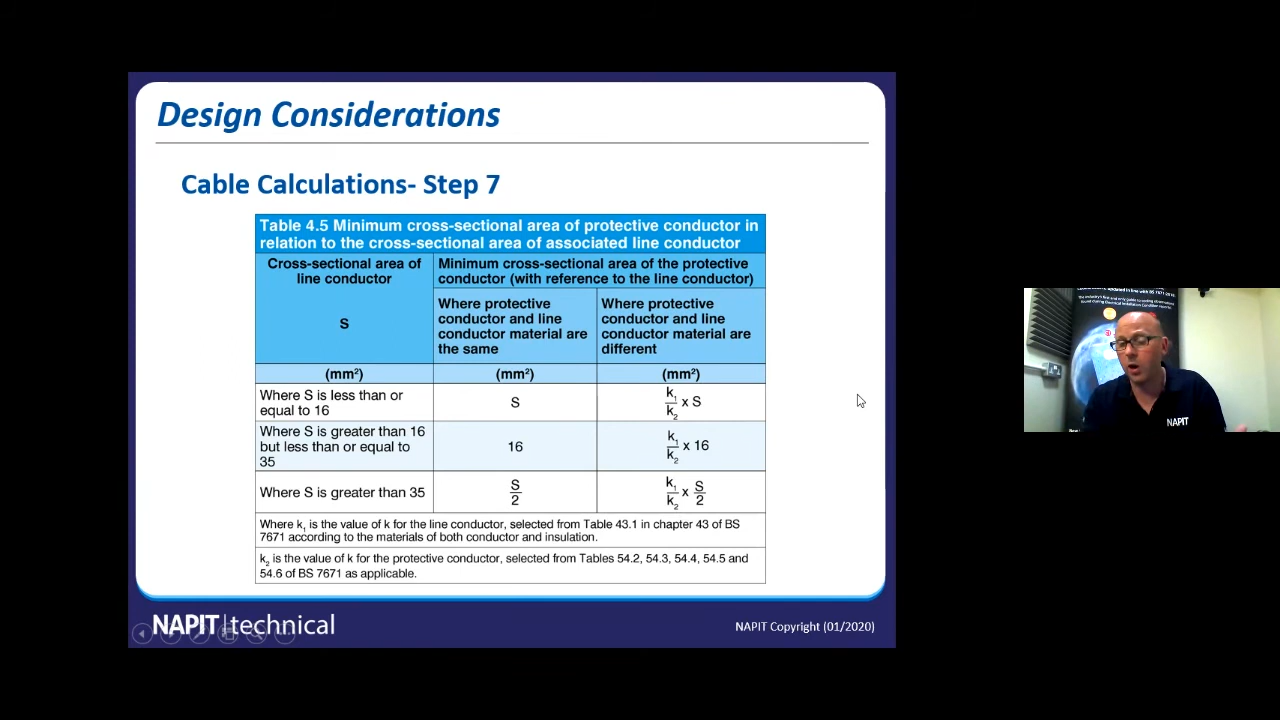 Design Considerations
Cable Calculations- Step 7
Table 4.5 Minimum cross-sectional area of protective conductor in
relation to the cross-sectional area of associated line conductor
Cross-sectional area of
line conductor
S
Minimum cross-sectional area of the protective
conductor (with reference to the line conductor)
Where protective
conductor and line
conductor material are
the same
Where protective
conductor and line
conductor material are
different
(mm²)
(mm²)
(mm²)
Where S is less than or
equal to 16
S
k₁/k₂ x S
Where S is greater than 16
but less than or equal to
35
16
k₁/k₂ x 16
Where S is greater than 35
S/2
k₁/k₂ x S/2
Where k₁ is the value of k for the line conductor, selected from Table 43.1 in chapter 43 of BS
7671 according to the materials of both conductor and insulation.
k₂ is the value of k for the protective conductor, selected from Tables 54.2, 54.3, 54.4, 54.5 and
54.6 of BS 7671 as applicable.
NAPIT|technical
NAPIT Copyright (01/2020)
NAPIT